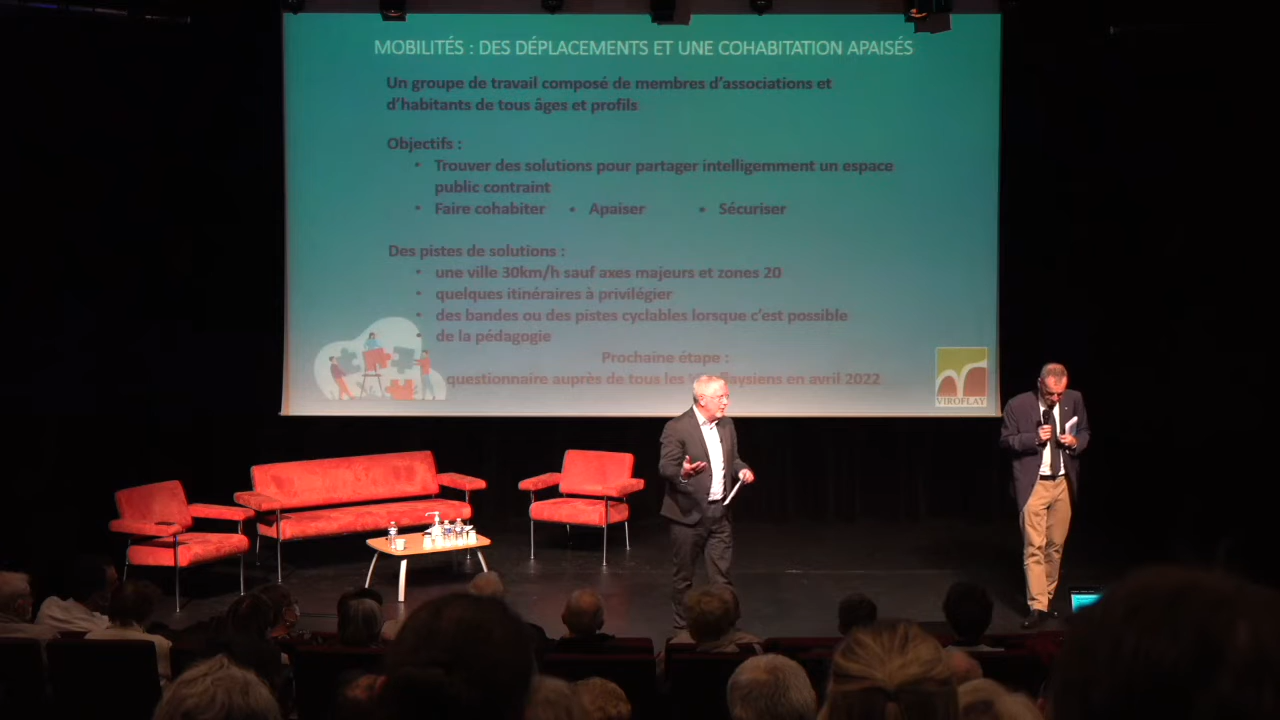 MOBILITÉS : DES DÉPLACEMENTS ET UNE COHABITATION APAISÉS
Un groupe de travail composé de membres d'associations et
d'habitants de tous âges et profils
Objectifs :
• Trouver des solutions pour partager intelligemment un espace
public contraint
• Faire cohabiter • Apaiser • Sécuriser
Des pistes de solutions :
• une ville 30km/h sauf axes majeurs et zones 20
• quelques itinéraires à privilégier
• des bandes ou des pistes cyclables lorsque c'est possible
• de la pédagogie
Prochaine étape :
questionnaire auprès de tous les en avril 2022
VIROFLAY